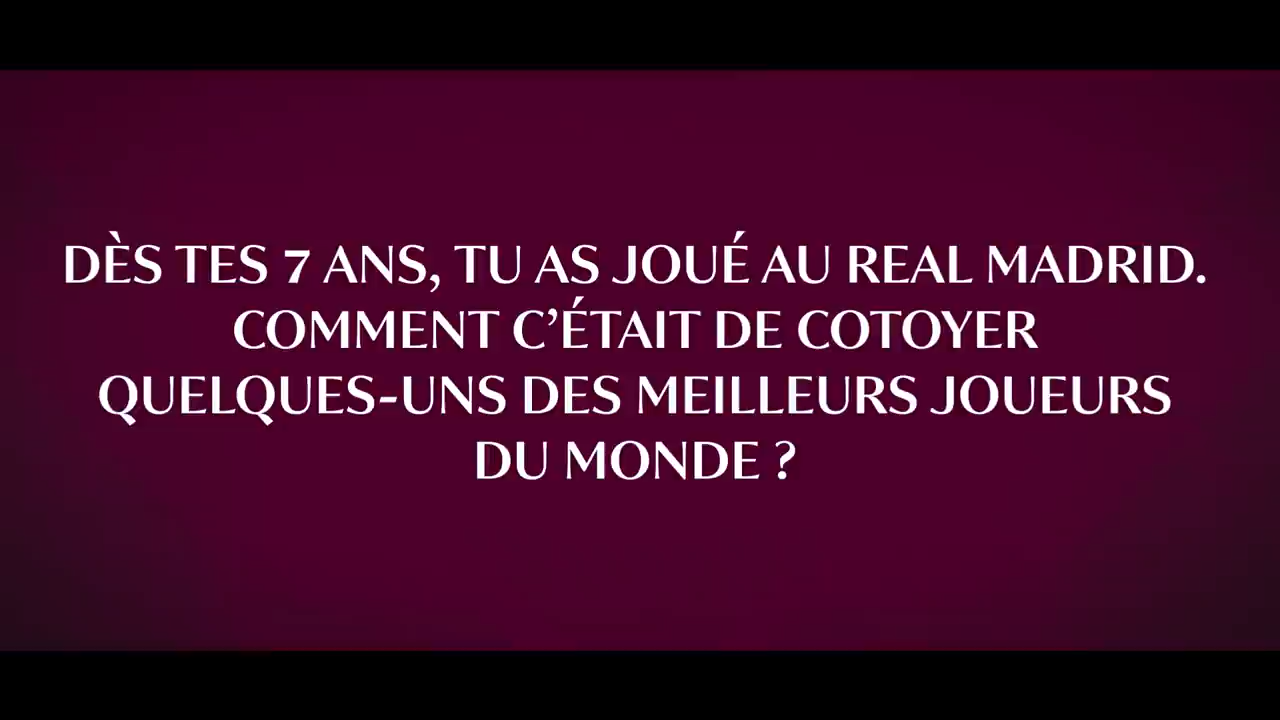 DÈS TES 7 ANS, TU AS JOUÉ AU REAL MADRID.
COMMENT C’ÉTAIT DE COTOYER
QUELQUES-UNS DES MEILLEURS JOUEURS
DU MONDE ?